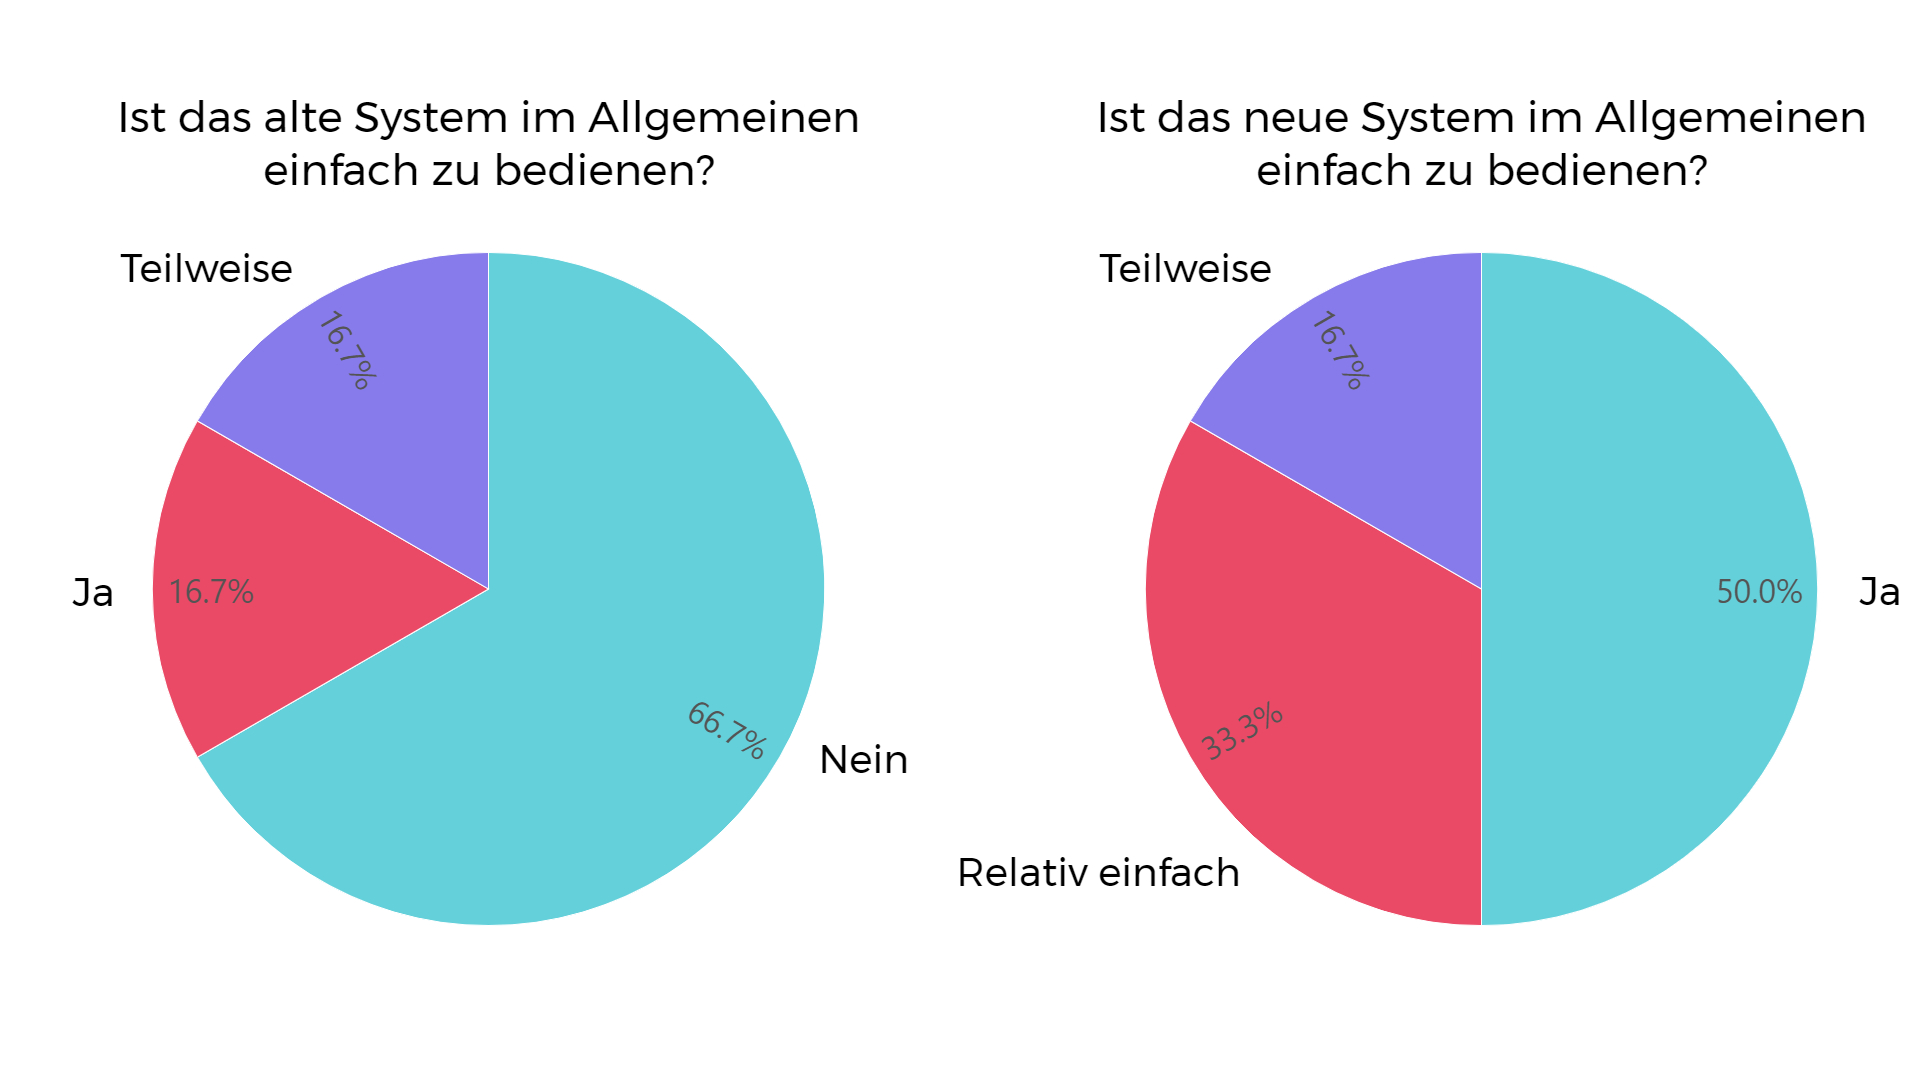 Ist das alte System im Allgemeinen
einfach zu bedienen?
Teilweise
16.7%
Ja
16.7%
66.7%
Nein
Ist das neue System im Allgemeinen
einfach zu bedienen?
Teilweise
16.7%
50.0%
Ja
33.3%
Relativ einfach